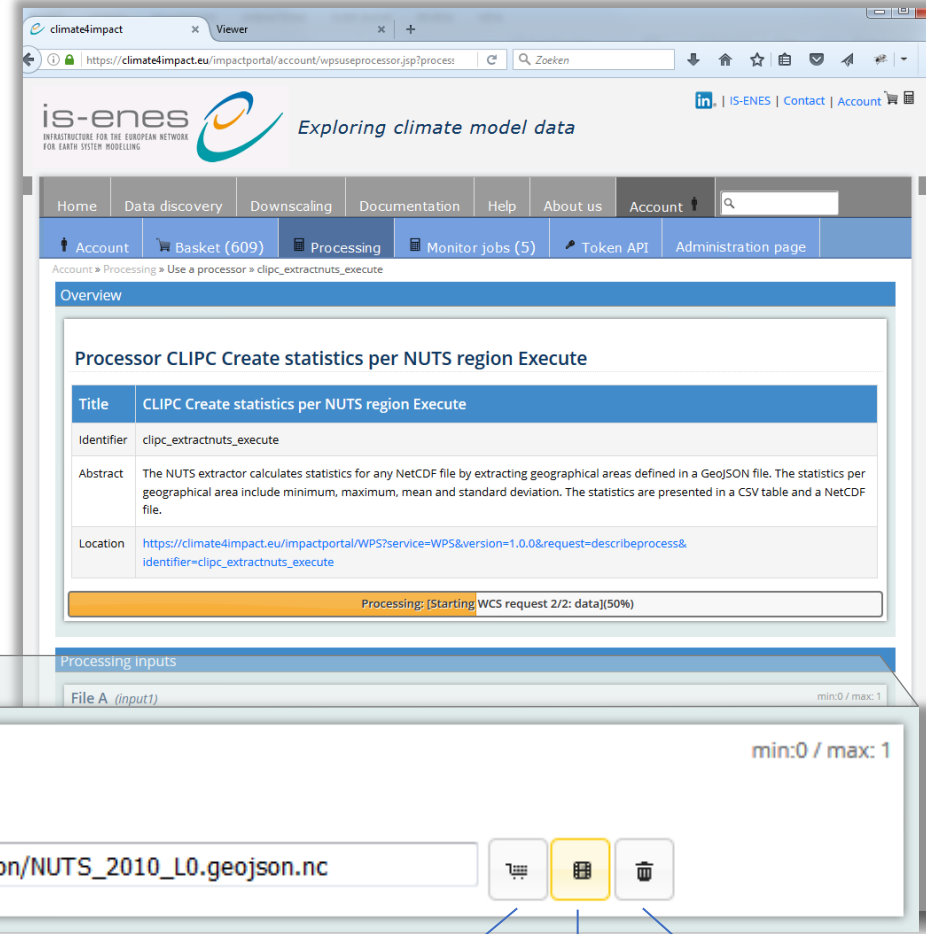 climate4impact
Viewer
https://climate4impact.eu/impactportal/account/wpsuseprocessor.jsp?process
Zoeken
is-enes
INFRASTRUCTURE FOR THE EUROPEAN NETWORK
FOR EARTH SYSTEM MODELLING
Exploring climate model data
in. | IS-ENES | Contact | Account
Home Data discovery Downscaling Documentation Help About us Account
Account Basket (609) Processing Monitor jobs (5) Token API Administration page
Account » Processing » Use a processor » clipc_extractnuts_execute
Overview
Processor CLIPC Create statistics per NUTS region Execute
Title CLIPC Create statistics per NUTS region Execute
Identifier clipc_extractnuts_execute
Abstract The NUTS extractor calculates statistics for any NetCDF file by extracting geographical areas defined in a GeoJSON file. The statistics per
geographical area include minimum, maximum, mean and standard deviation. The statistics are presented in a CSV table and a NetCDF
file.
Location https://climate4impact.eu/impactportal/WPS?service=WPS&version=1.0.0&request=describeprocess&
identifier=clipc_extractnuts_execute
Processing: [Starting WCS request 2/2: data](50%)
Processing inputs
File A (input1) min:0 / max: 1
min:0 / max: 1
on/NUTS_2010_L0.geojson.nc